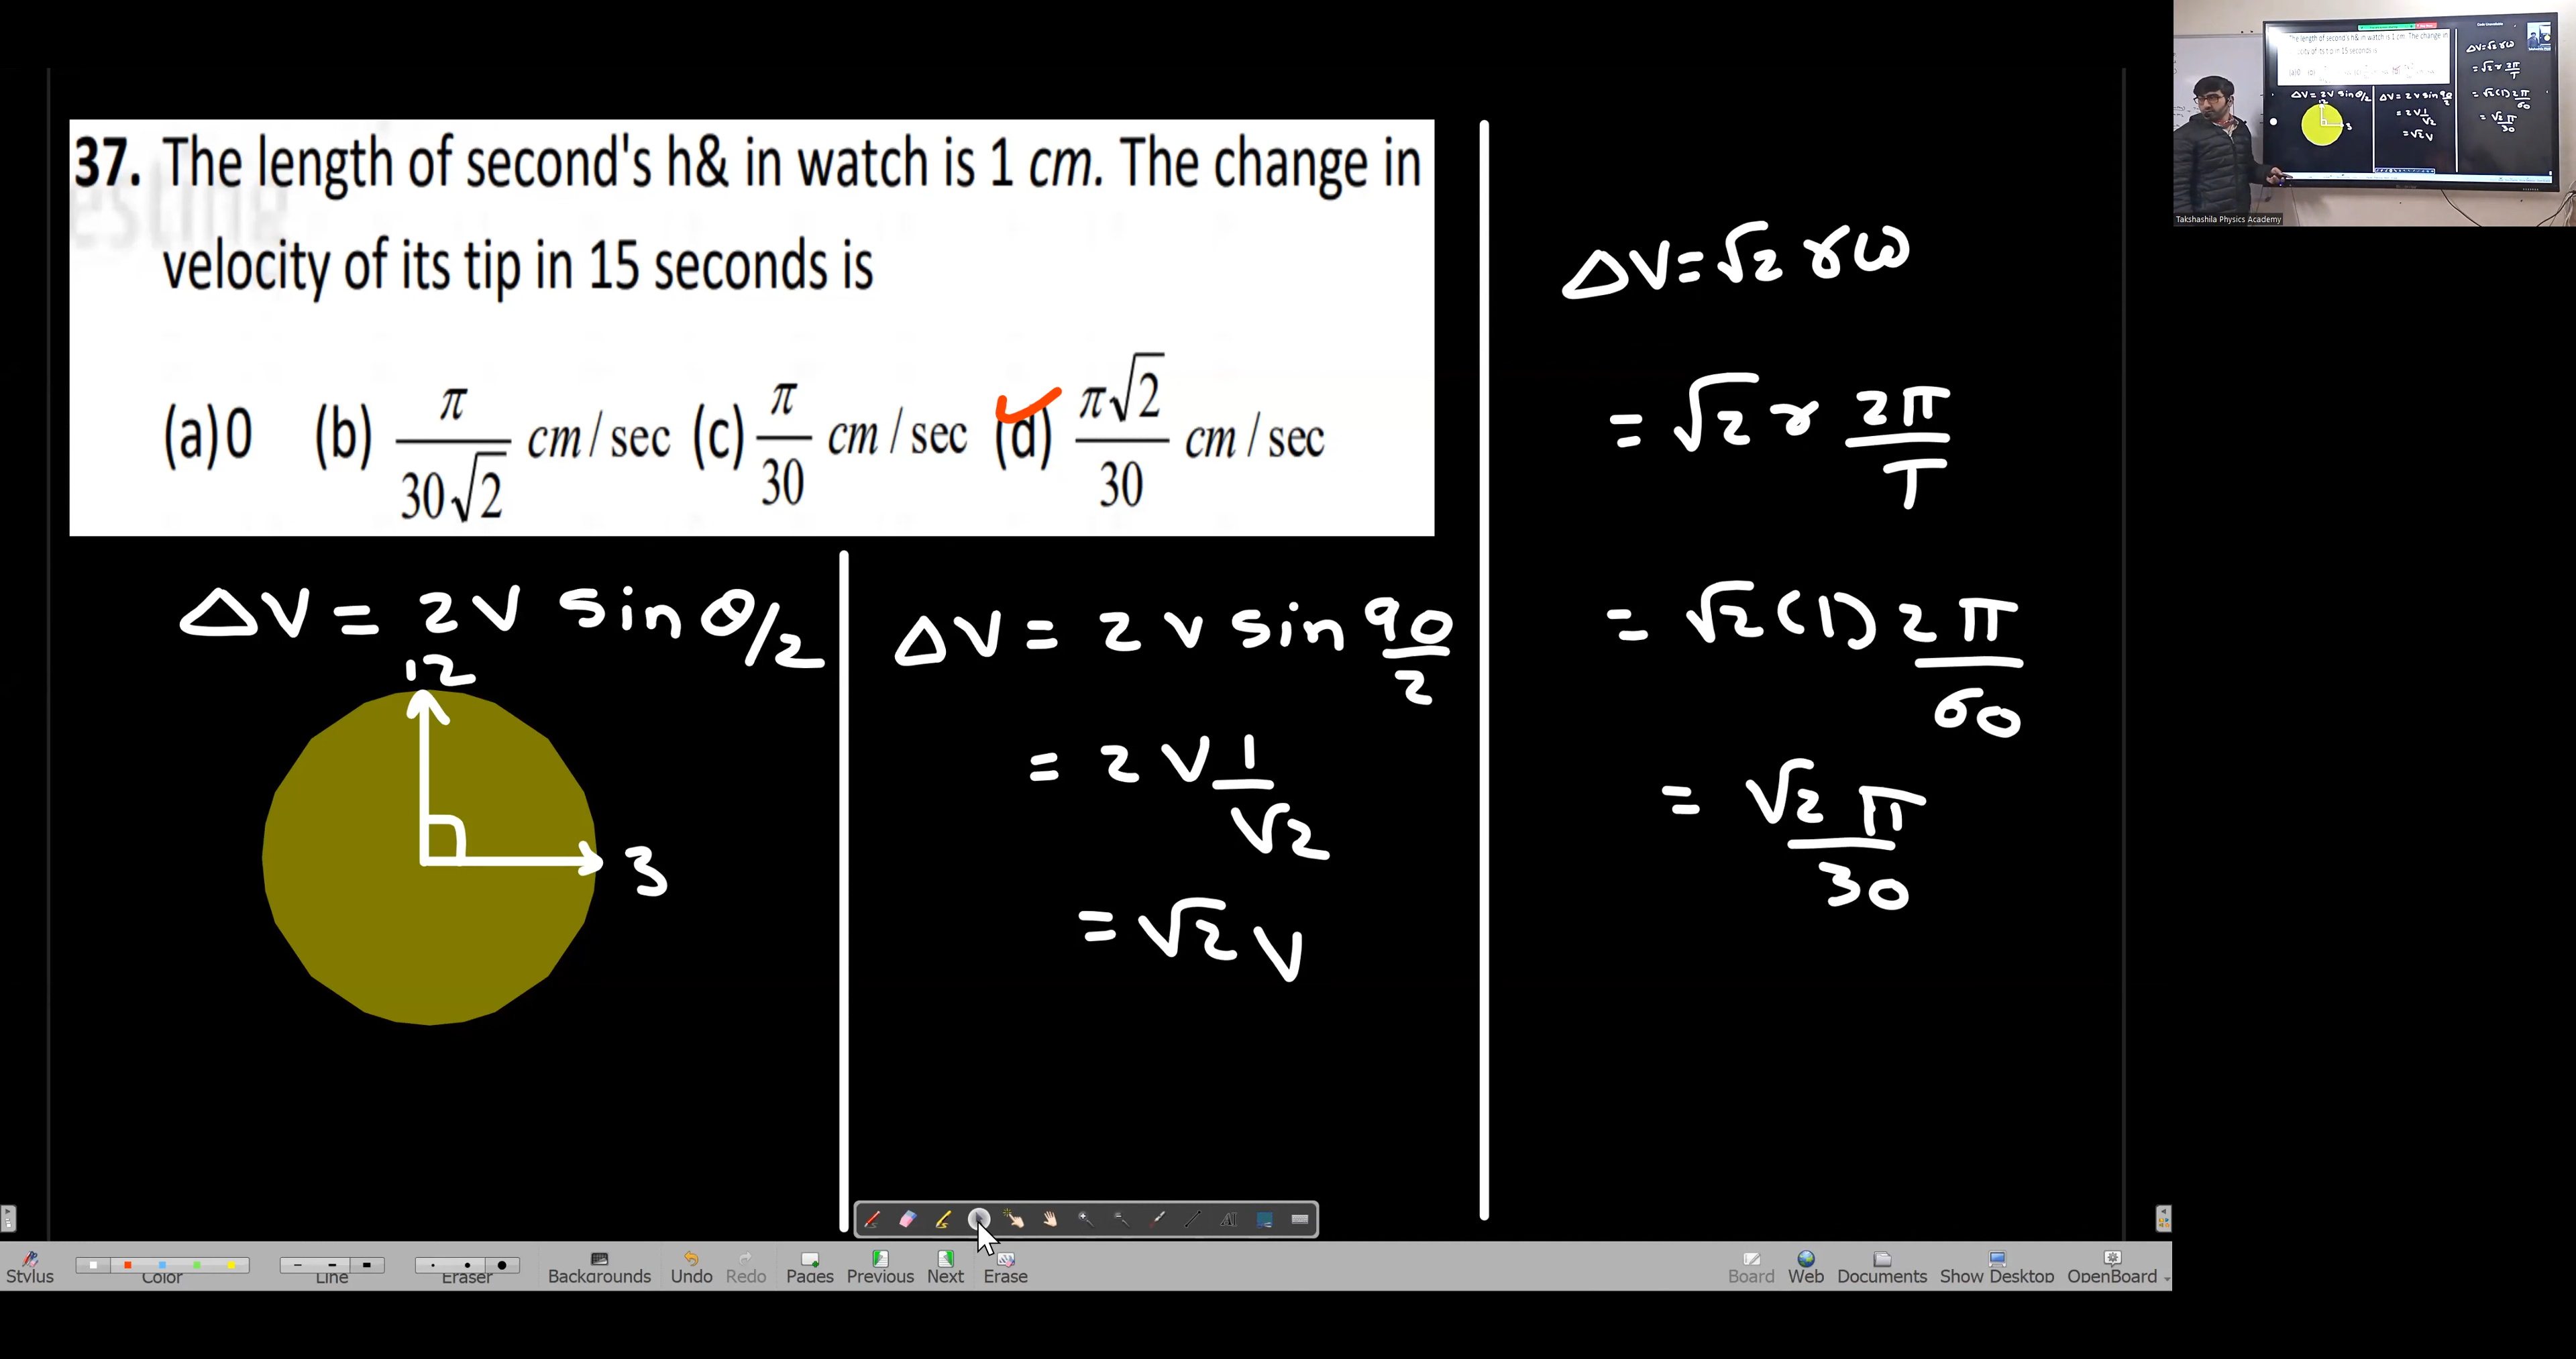 37. The length of second's h& in watch is 1 cm. The change in
velocity of its tip in 15 seconds is
(a) 0 (b) π/30√2 cm/sec (c) π/30 cm/sec (d) π√2/30 cm/sec
ΔV = 2V sin θ/2
12
3
ΔV = 2 V sin 90/2
= 2 V 1/√2
= √2 V
ΔV = √2 r ω
= √2 r 2π/T
= √2 (1) 2π/60
= √2 π/30
Takshashila Physics Academy
Stylus Color Line Eraser Backgrounds Undo Redo Pages Previous Next Erase Board Web Documents Show Desktop OpenBoard